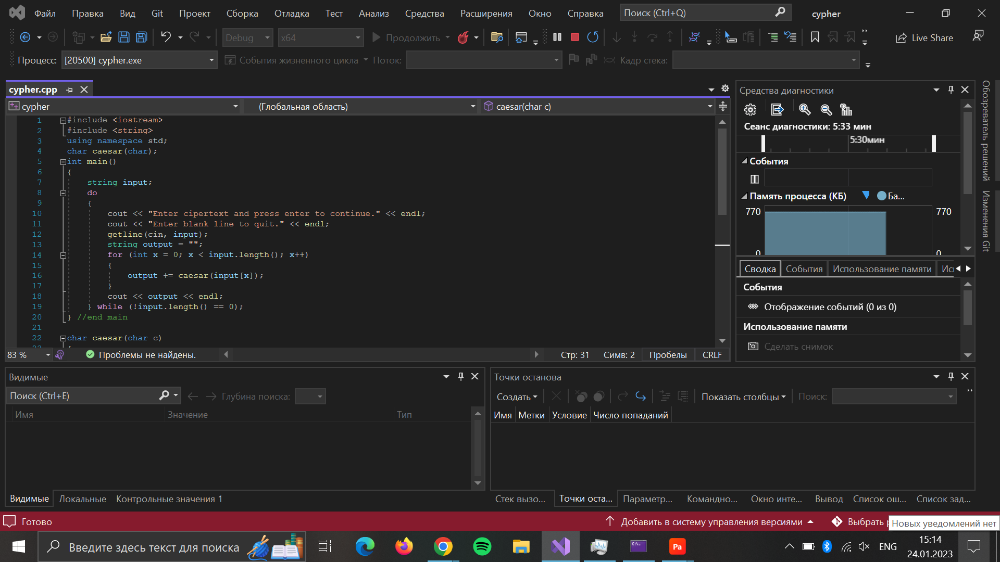 Файл Правка Вид Git Проект Сборка Отладка Тест Анализ Средства Расширения Окно Справка Поиск (Ctrl+Q) cypher
Debug x64 Продолжить Live Share
Процесс: [20500] cypher.exe События жизненного цикла Поток: Кадр стека:
cypher.cpp
cypher (Глобальная область) caesar(char c)
1 #include <iostream>
2 #include <string>
3 using namespace std;
4 char caesar(char);
5 int main()
6 {
7 string input;
8 do
9 {
10 cout << "Enter cipertext and press enter to continue." << endl;
11 cout << "Enter blank line to quit." << endl;
12 getline(cin, input);
13 string output = "";
14 for (int x = 0; x < input.length(); x++)
15 {
16 output += caesar(input[x]);
17 }
18 cout << output << endl;
19 } while (!input.length() == 0);
20 } //end main
21
22 char caesar(char c)
83 % Проблемы не найдены. Стр: 31 Симв: 2 Пробелы CRLF
Средства диагностики
Сеанс диагностики: 5:33 мин
5:30мин
События
Память процесса (КБ) Ба...
770 770
0 0
Сводка События Использование памяти
События
Отображение событий (0 из 0)
Использование памяти
Сделать снимок
Обозреватель решений
Изменения Git
Видимые
Поиск (Ctrl+E) Глубина поиска:
Имя Значение Тип
Видимые Локальные Контрольные значения 1
Точки останова
Создать Показать столбцы Поиск:
Имя Метки Условие Число попаданий
Стек вызо... Точки оста... Параметр... Командно... Окно инте... Вывод Список ош... Список зад...
Готово Добавить в систему управления версиями Выбрать
Новых уведомлений нет
Введите здесь текст для поиска Pa ENG 15:14
24.01.2023